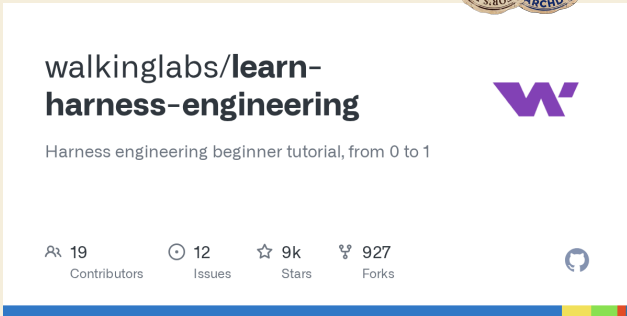 walkinglabs/learn-
harness-engineering
Harness engineering beginner tutorial, from 0 to 1
19
Contributors
12
Issues
9k
Stars
927
Forks